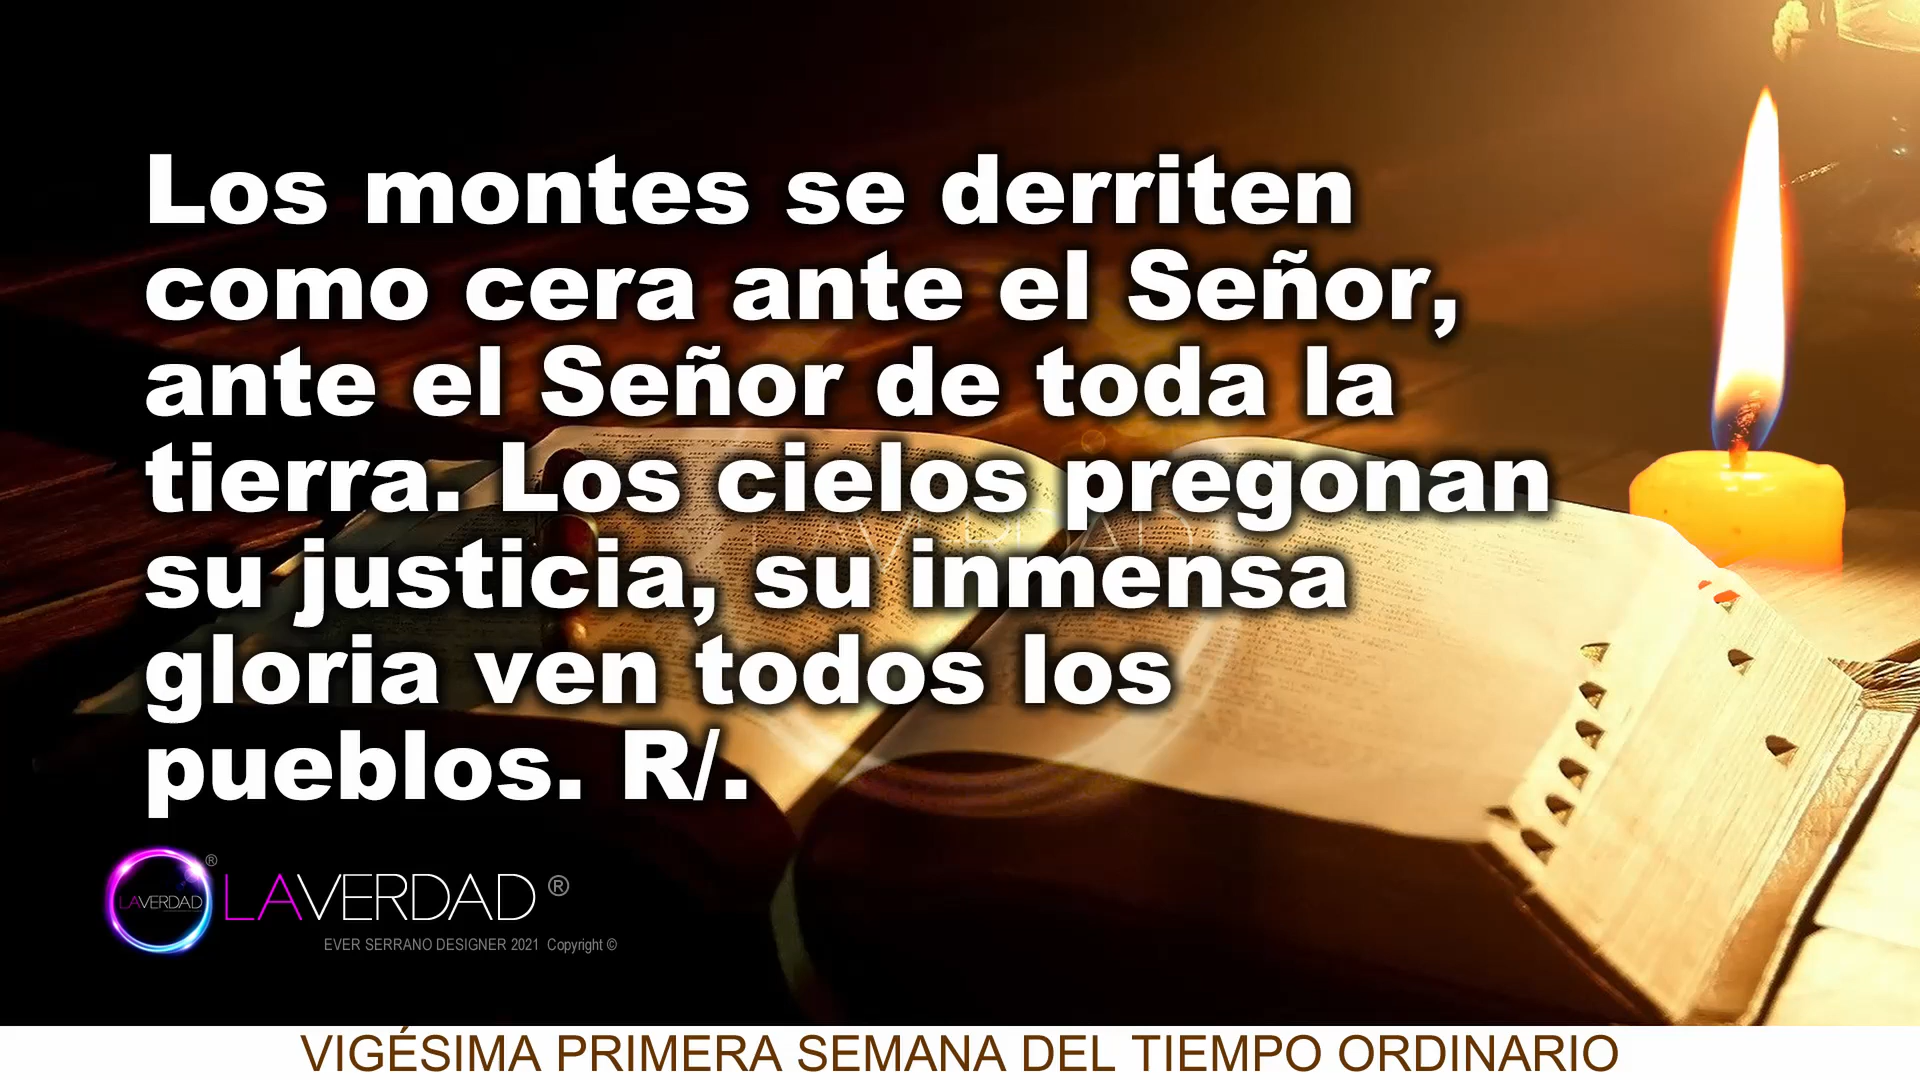 Los montes se derriten
como cera ante el Señor,
ante el Señor de toda la
tierra. Los cielos pregonan
su justicia, su inmensa
gloria ven todos los
pueblos. R/.
LAVERDAD ®
LAVERDAD ®
EVER SERRANO DESIGNER 2021 Copyright ©
VIGÉSIMA PRIMERA SEMANA DEL TIEMPO ORDINARIO